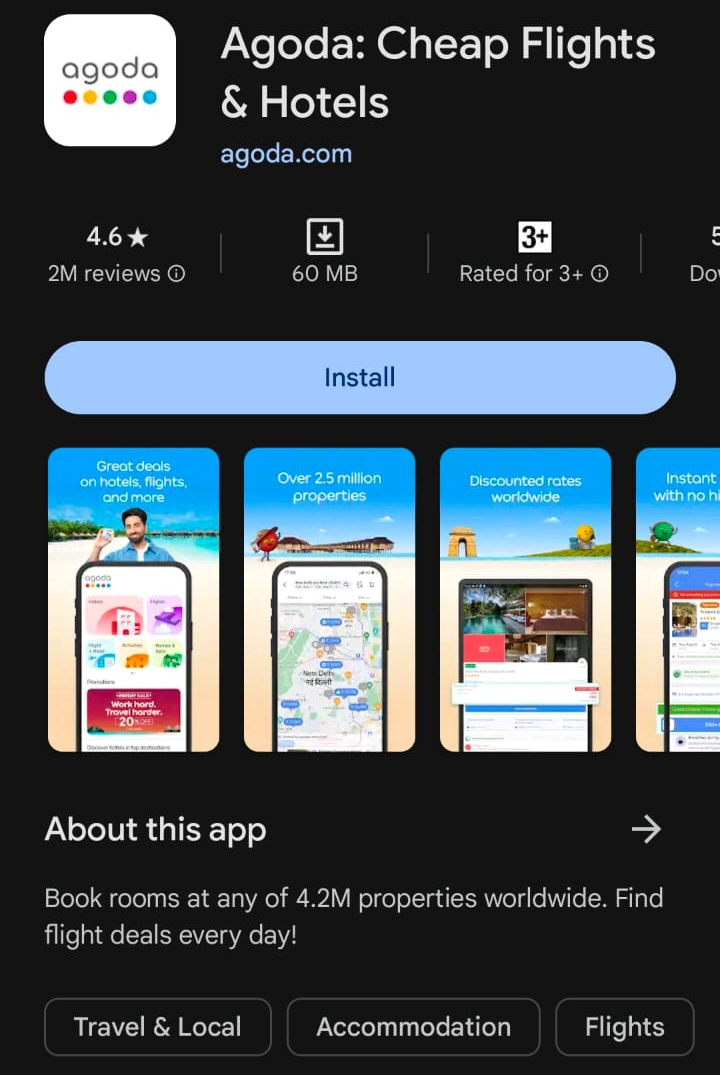 agoda
Agoda: Cheap Flights
& Hotels
agoda.com
4.6 ★
2M reviews
60 MB
3+
Rated for 3+
5
Do
Install
Great deals
on hotels, flights,
and more
agoda
Hotels
Flights
Flight
+ Hotel
Activities
Homes &
Apts
Promotions
Work hard.
Travel harder.
20% OFF
Discover hotels in top destinations
Over 2.5 million
properties
New Delhi
नई दिल्ली
Discounted rates
worldwide
Instant
with no hi
About this app
Book rooms at any of 4.2M properties worldwide. Find
flight deals every day!
Travel & Local
Accommodation
Flights